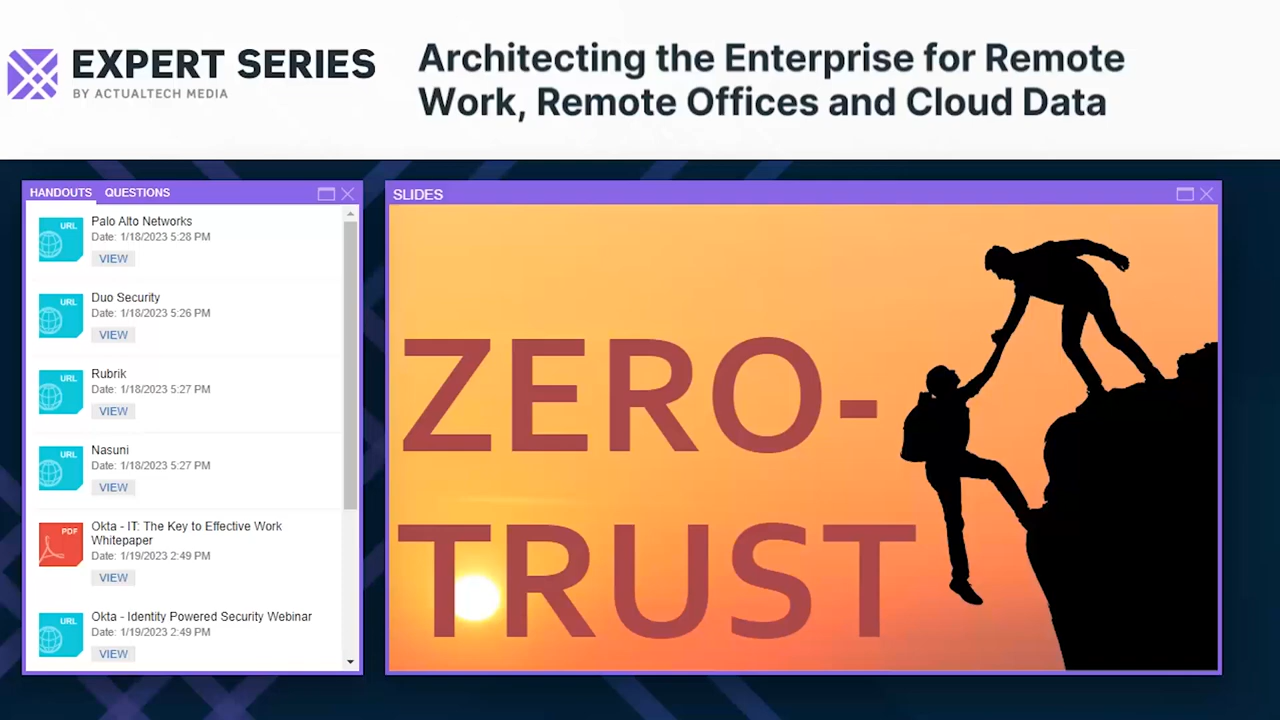 EXPERT SERIES
BY ACTUALTECH MEDIA
Architecting the Enterprise for Remote
Work, Remote Offices and Cloud Data
HANDOUTS QUESTIONS
URL
Palo Alto Networks
Date: 1/18/2023 5:28 PM
VIEW
URL
Duo Security
Date: 1/18/2023 5:26 PM
VIEW
URL
Rubrik
Date: 1/18/2023 5:27 PM
VIEW
URL
Nasuni
Date: 1/18/2023 5:27 PM
VIEW
PDF
Okta - IT: The Key to Effective Work
Whitepaper
Date: 1/19/2023 2:49 PM
VIEW
URL
Okta - Identity Powered Security Webinar
Date: 1/19/2023 2:49 PM
VIEW
SLIDES
ZERO-
TRUST